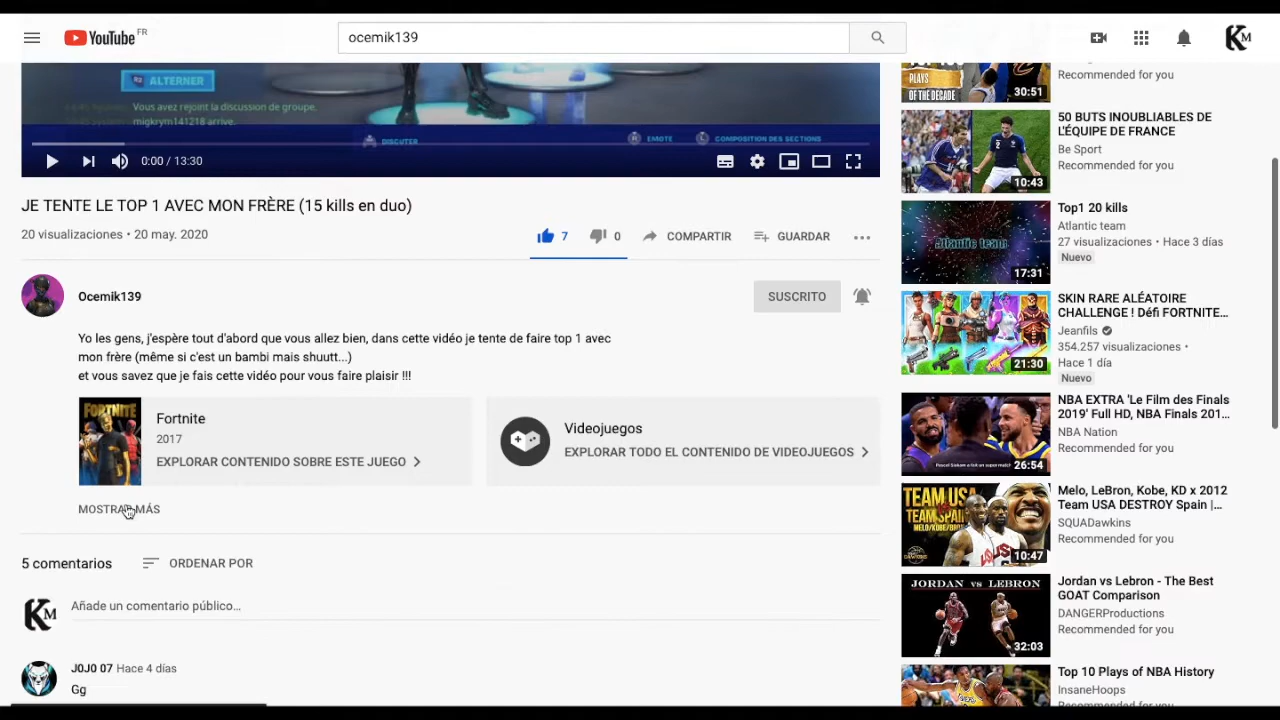 YouTube FR
ocemik139
KM
ALTERNER
Vous avez rejoint la discussion de groupe.
migkrym141218 arrive.
DISCUTER
EMOTE
COMPOSITION DES SECTIONS
0:00 / 13:30
JE TENTE LE TOP 1 AVEC MON FRÈRE (15 kills en duo)
20 visualizaciones • 20 may. 2020
7
0
COMPARTIR
GUARDAR
Ocemik139
SUSCRITO
Yo les gens, j'espère tout d'abord que vous allez bien, dans cette vidéo je tente de faire top 1 avec
mon frère (même si c'est un bambi mais shuutt...)
et vous savez que je fais cette vidéo pour vous faire plaisir !!!
FORTNITE
Fortnite
2017
EXPLORAR CONTENIDO SOBRE ESTE JUEGO
Videojuegos
EXPLORAR TODO EL CONTENIDO DE VIDEOJUEGOS
MOSTRAR MÁS
5 comentarios
ORDENAR POR
KM
Añade un comentario público...
J0J0 07 Hace 4 días
Gg
PLAYS
OF THE DECADE
30:51
Recommended for you
10:43
50 BUTS INOUBLIABLES DE
L'ÉQUIPE DE FRANCE
Be Sport
Recommended for you
Atlantic team
17:31
Top1 20 kills
Atlantic team
27 visualizaciones • Hace 3 días
Nuevo
21:30
SKIN RARE ALÉATOIRE
CHALLENGE ! Défi FORTNITE...
Jeanfils
354.257 visualizaciones •
Hace 1 día
Nuevo
26:54
NBA EXTRA 'Le Film des Finals
2019' Full HD, NBA Finals 201...
NBA Nation
Recommended for you
TEAM USA
TEAM SPAIN
MELO/KOBE/BRON
10:47
Melo, LeBron, Kobe, KD x 2012
Team USA DESTROY Spain |...
SQUADawkins
Recommended for you
JORDAN VS LEBRON
32:03
Jordan vs Lebron - The Best
GOAT Comparison
DANGERProductions
Recommended for you
Top 10 Plays of NBA History
InsaneHoops
Recommended for you